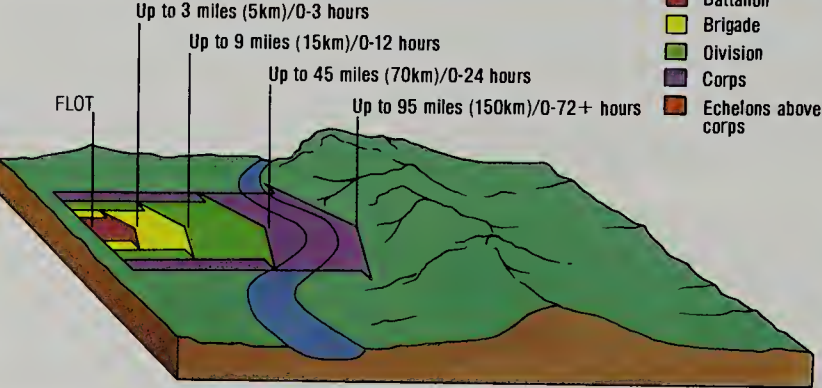 Up to 3 miles (5km)/0-3 hours
Up to 9 miles (15km)/0-12 hours
Up to 45 miles (70km)/0-24 hours
Up to 95 miles (150km)/0-72+ hours
FLOT
Battalion
Brigade
Oivision
Corps
Echelons above
corps